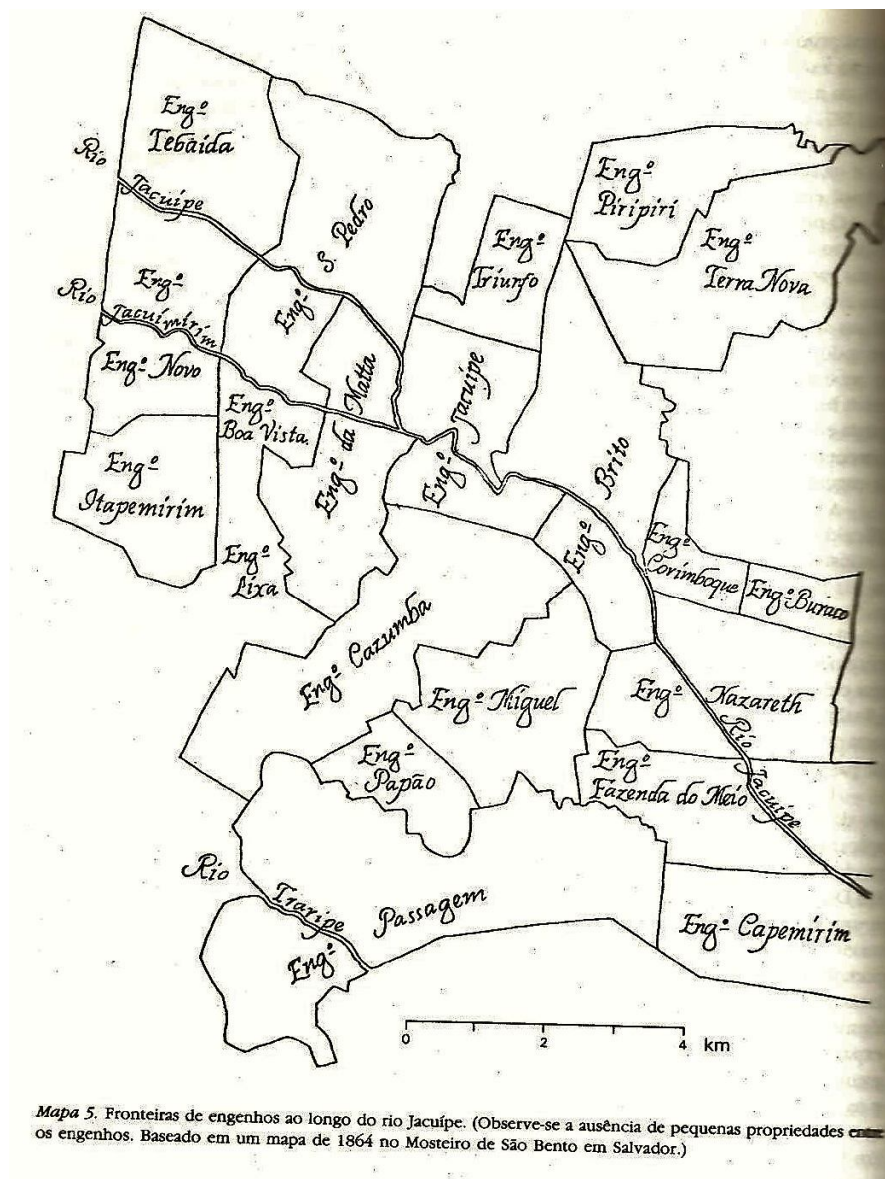 Engº
Tebaida
Rio
Jacuípe
Engº S. Pedro
Engº
Triunfo
Engº
Piripiri
Engº
Terra Nova
Rio
Jacuimirim
Engº Novo
Engº
Boa Vista.
Engº da Matta
Engº Jacuípe
Engº Brito
Engº
Itapemirim
Engº
Lixa
Engº
Corimboque
Engº Buraco
Engº Cazumba
Engº Miguel
Engº Nazareth
Engº
Papão
Engº
Fazenda do Meio
Rio Jacuípe
Rio
Traripe
Engº Passagem
Engº Capemirim
0 2 4 km
Mapa 5. Fronteiras de engenhos ao longo do rio Jacuípe. (Observe-se a ausência de pequenas propriedades
os engenhos. Baseado em um mapa de 1864 no Mosteiro de São Bento em Salvador.)